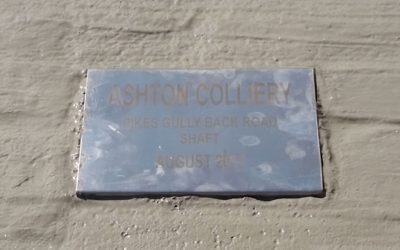 ASHTON COLLIERY
PIKES GULLY BACK ROAD
SHAFT
AUGUST